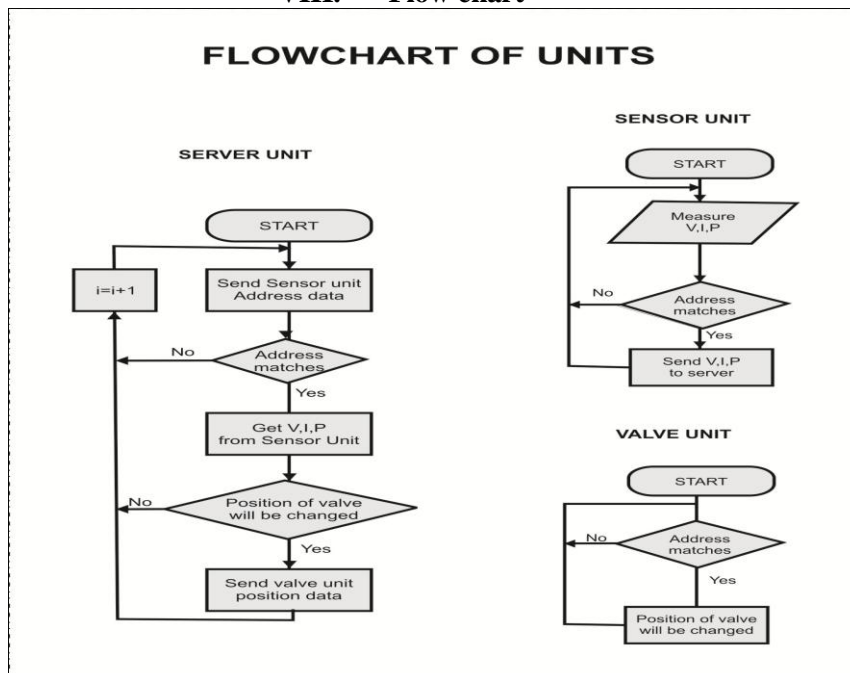 FLOWCHART OF UNITS
SERVER UNIT
START
i=i+1
Send Sensor unit
Address data
No
Address
matches
Yes
Get V,I,P
from Sensor Unit
No
Position of valve
will be changed
Yes
Send valve unit
position data
SENSOR UNIT
START
Measure
V,I,P
No
Address
matches
Yes
Send V,I,P
to server
VALVE UNIT
START
No
Address
matches
Yes
Position of valve
will be changed